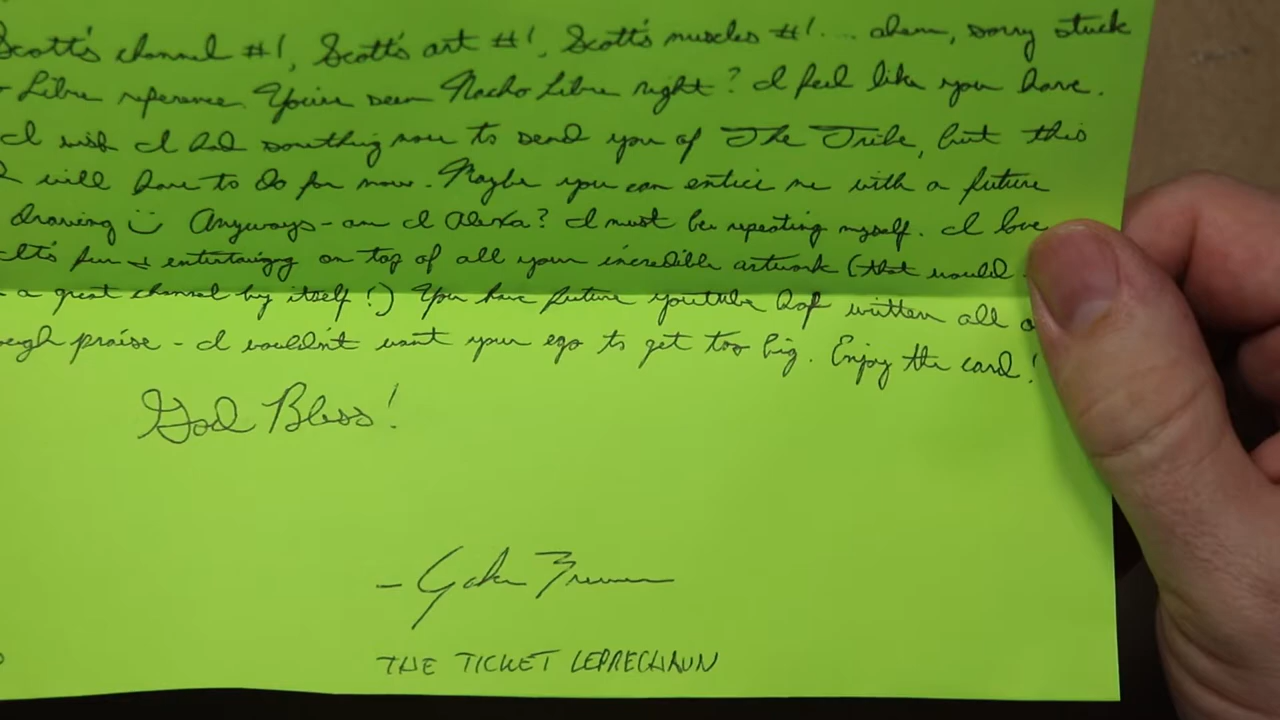 Scott's channel #1, Scott's art #1, Scott's muscles #1.... ahem, sorry stuck
Libre reference. You've seen Nacho Libre right? I feel like you have.
I wish I had something more to send you of The Tribe, but this
will have to do for now. Maybe you can entice me with a future
drawing Anyways - am I Alexa? I must be repeating myself. I love
It's fun & entertaining on top of all your incredible artwork (that would
a great channel by itself!) You have future youtube HOF written all
praise - I wouldn't want your ego to get too big. Enjoy the card!
God Bless!
THE TICKET LEPRECHAUN